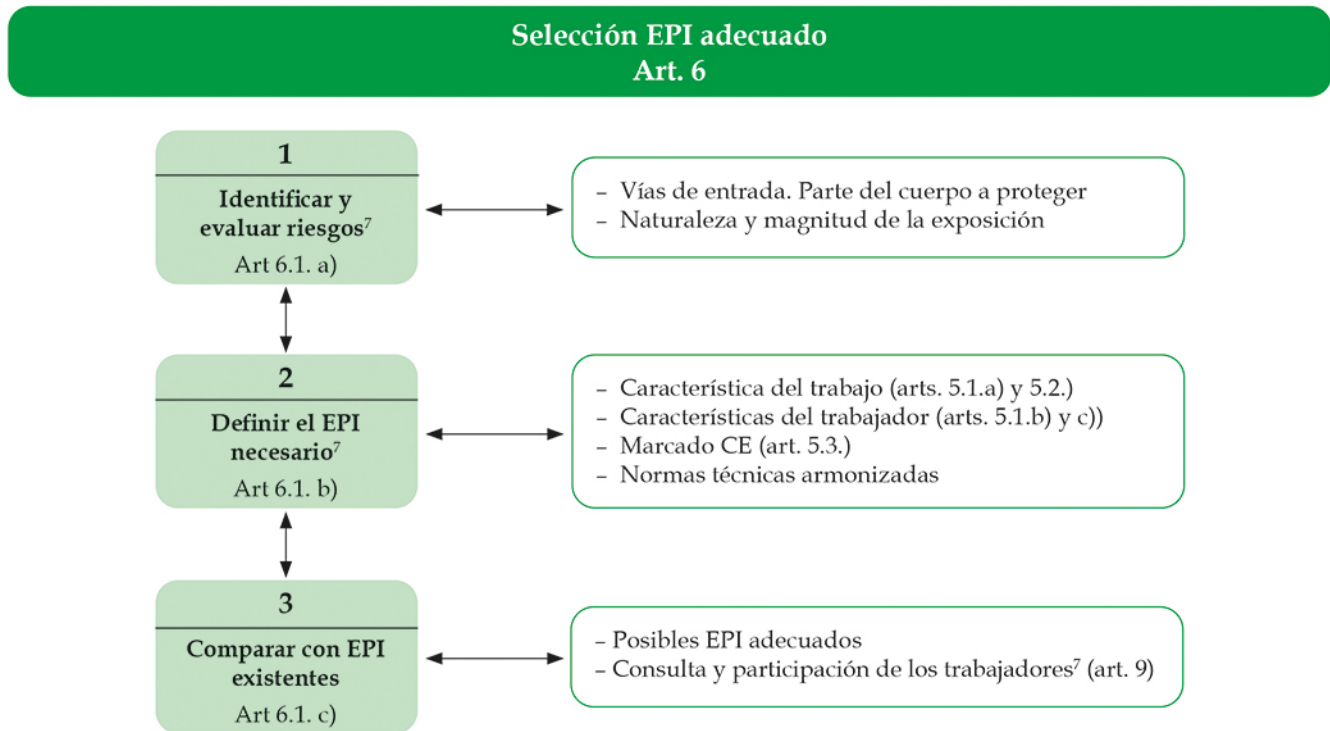 Selección EPI adecuado
Art. 6
1
Identificar y
evaluar riesgos⁷
Art 6.1. a)
– Vías de entrada. Parte del cuerpo a proteger
– Naturaleza y magnitud de la exposición
2
Definir el EPI
necesario⁷
Art 6.1. b)
– Característica del trabajo (arts. 5.1.a) y 5.2.)
– Características del trabajador (arts. 5.1.b) y c))
– Marcado CE (art. 5.3.)
– Normas técnicas armonizadas
3
Comparar con EPI
existentes
Art 6.1. c)
– Posibles EPI adecuados
– Consulta y participación de los trabajadores⁷ (art. 9)